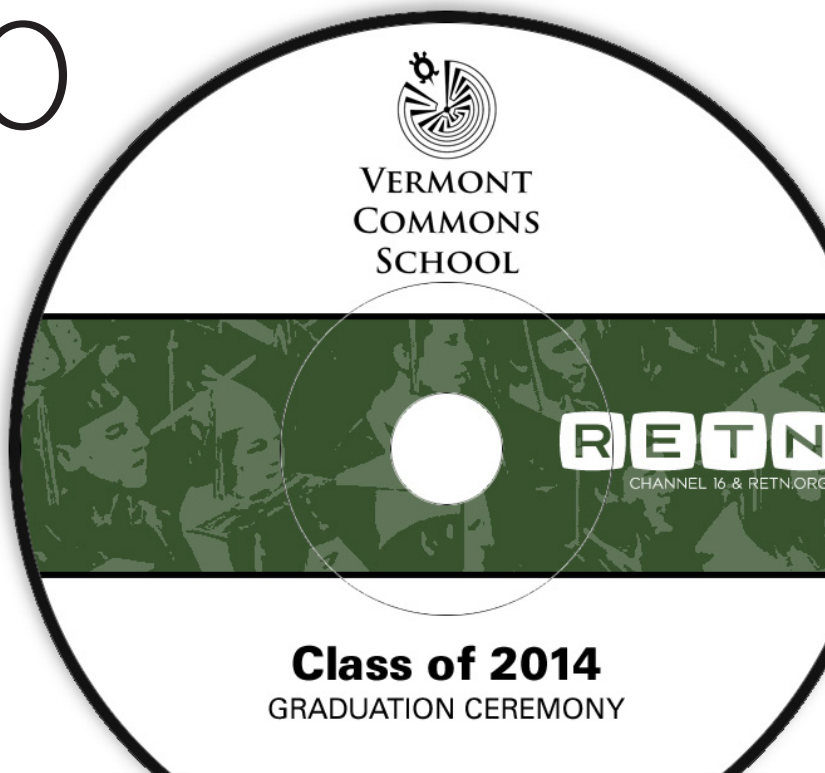 VERMONT
COMMONS
SCHOOL
RETN
CHANNEL 16 & RETN.ORG
Class of 2014
GRADUATION CEREMONY